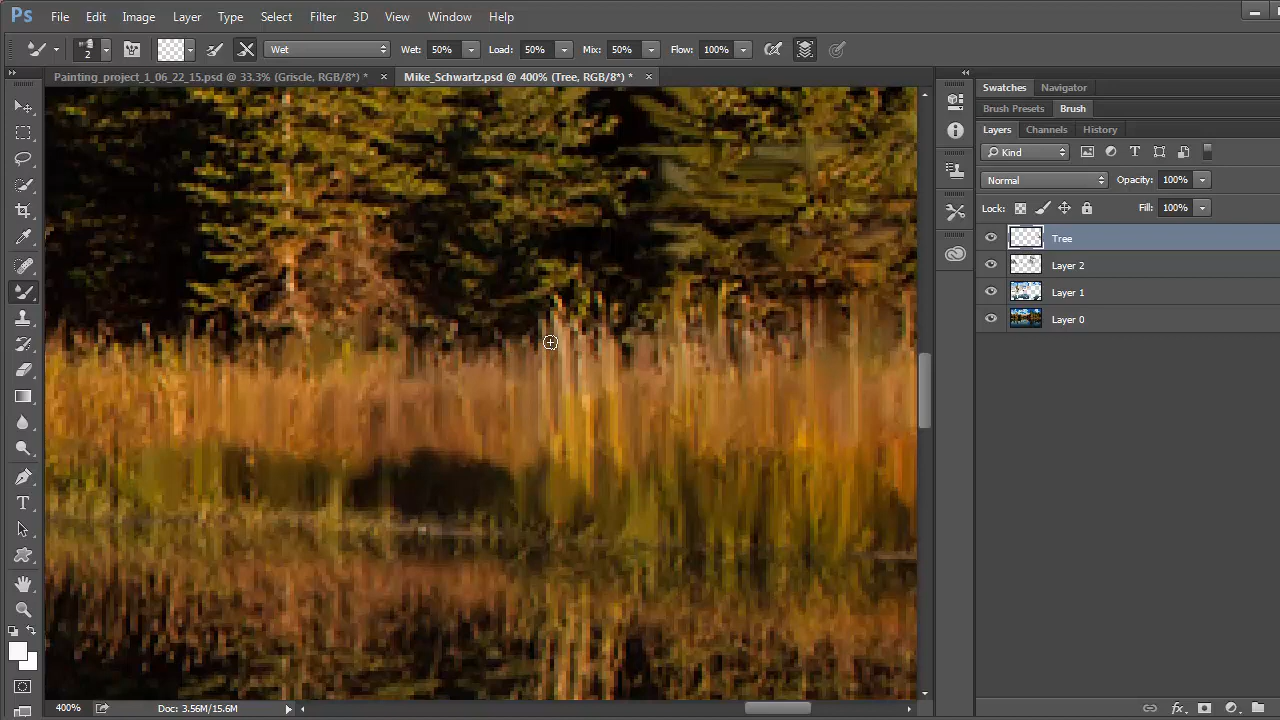 Ps File Edit Image Layer Type Select Filter 3D View Window Help
2 Wet Wet: 50% Load: 50% Mix: 50% Flow: 100%
Painting_project_1_06_22_15.psd @ 33.3% (Griscle, RGB/8*) * × Mike_Schwartz.psd @ 400% (Tree, RGB/8*) * ×
Swatches Navigator
Brush Presets Brush
Layers Channels History
Kind T
Normal Opacity: 100%
Lock: Fill: 100%
Tree
Layer 2
Layer 1
Layer 0
T
400% Doc: 3.56M/15.6M
fx